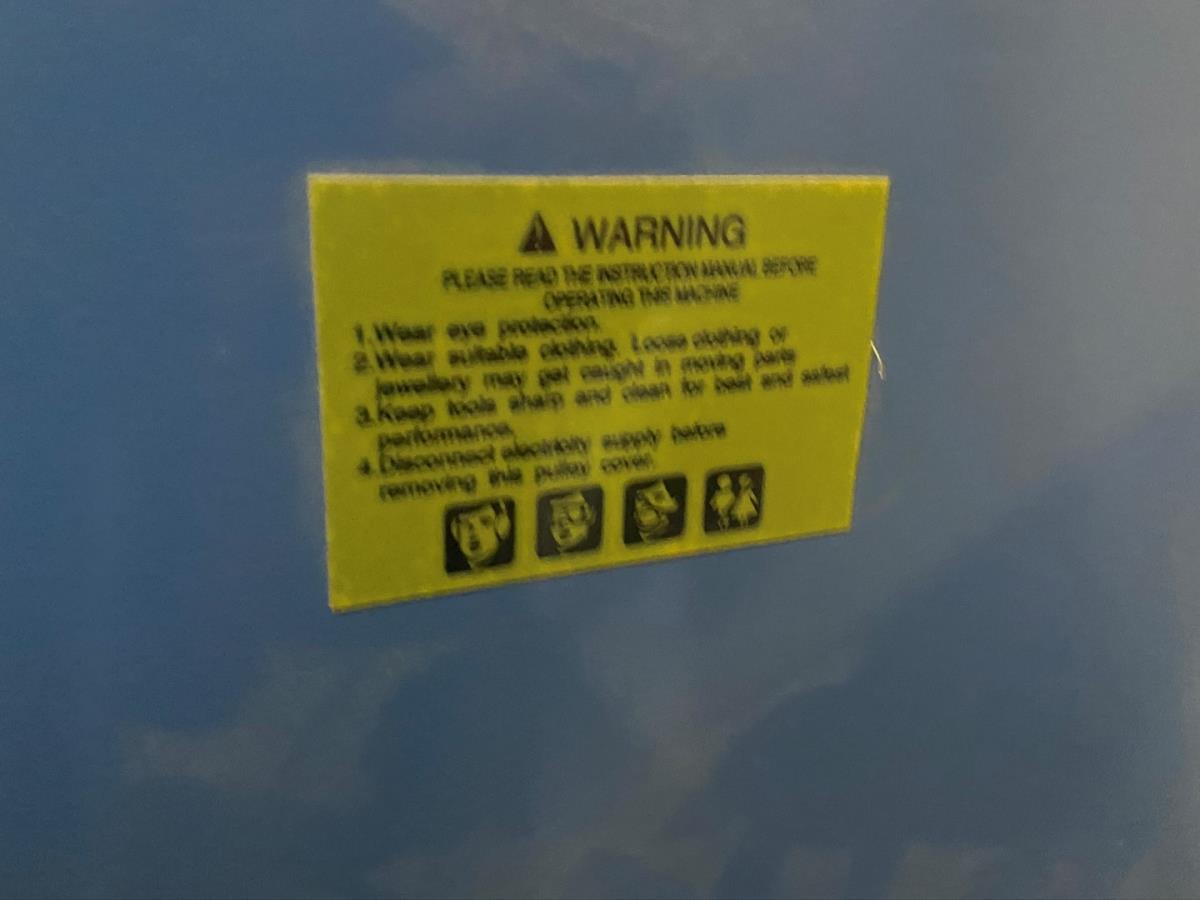 WARNING
PLEASE READ THE INSTRUCTION MANUAL BEFORE
OPERATING THIS MACHINE
1.Wear eye protection.
2.Wear suitable clothing. Loose clothing or
jewellery may get caught in moving parts
3.Keep tools sharp and clean for best and safest
performance.
4.Disconnect electricity supply before
removing this pulley cover.